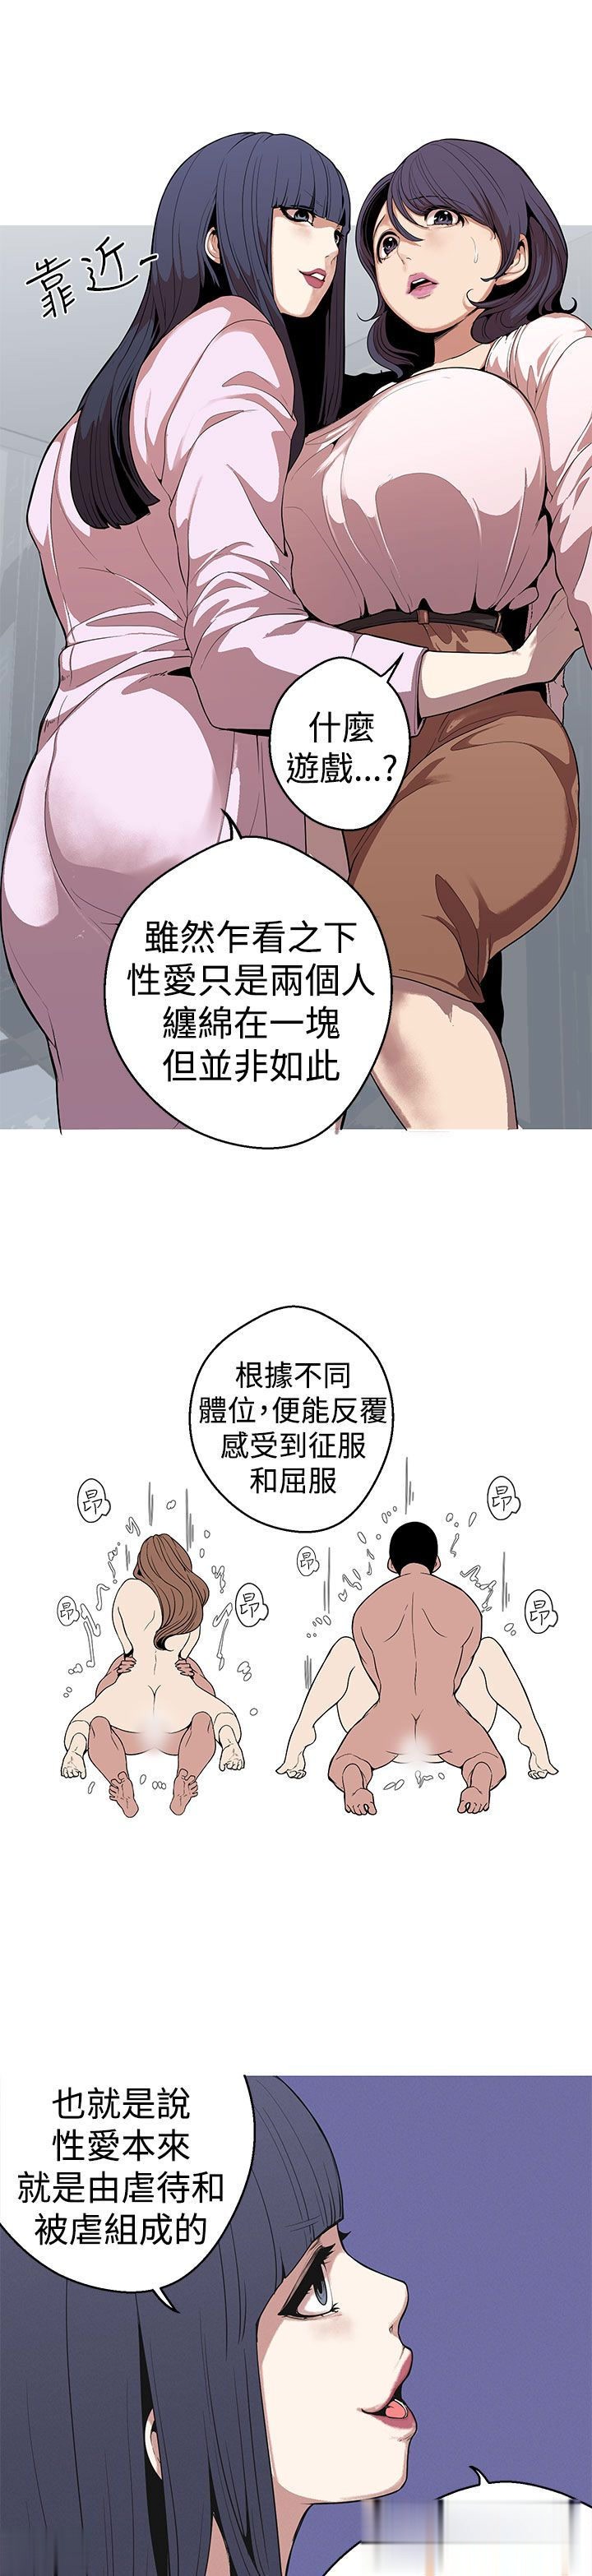 靠近~
什麼
遊戲...?
雖然乍看之下
性愛只是兩個人
纏綿在一塊
但並非如此
根據不同
體位,便能反覆
感受到征服
和屈服
昂
昂
昂
昂
昂
昂
也就是說
性愛本來
就是由虐待和
被虐組成的